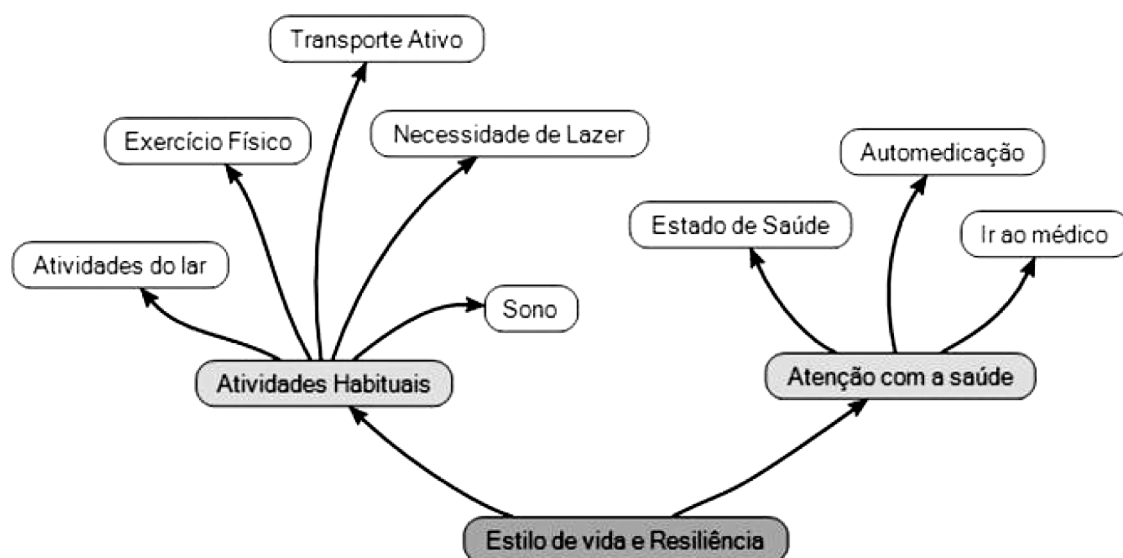 Transporte Ativo
Exercício Físico
Necessidade de Lazer
Automedicação
Estado de Saúde
Ir ao médico
Atividades do lar
Sono
Atividades Habituais
Atenção com a saúde
Estilo de vida e Resiliência